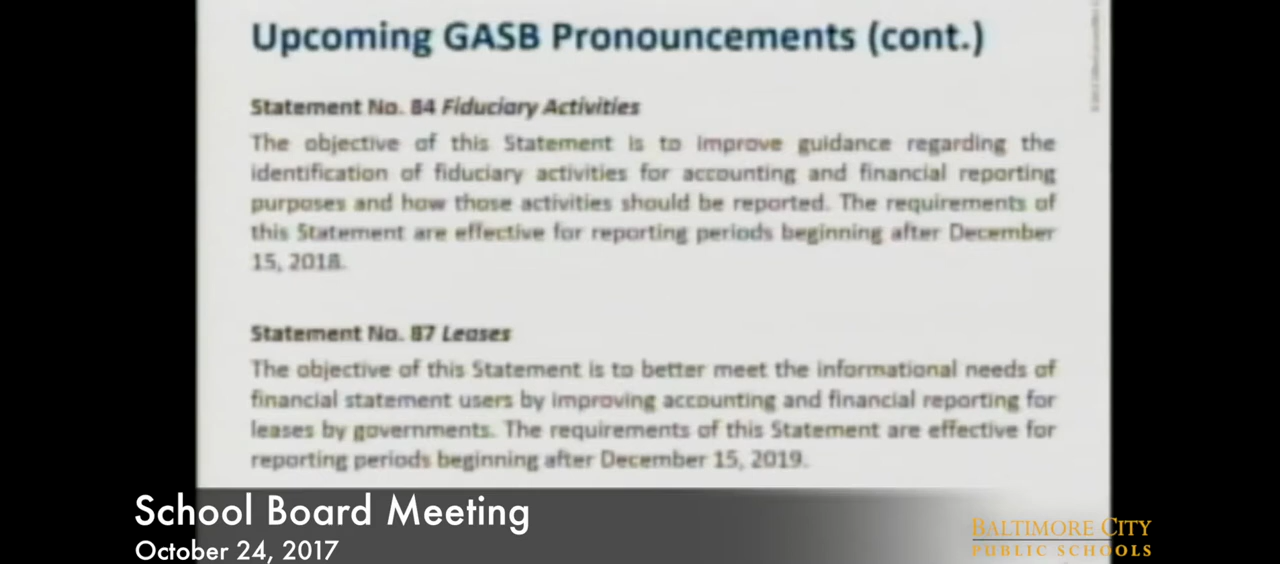 Upcoming GASB Pronouncements (cont.)
Statement No. 84 Fiduciary Activities
The objective of this Statement is to improve guidance regarding the
identification of fiduciary activities for accounting and financial reporting
purposes and how those activities should be reported. The requirements of
this Statement are effective for reporting periods beginning after December
15, 2018.
Statement No. 87 Leases
The objective of this Statement is to better meet the informational needs of
financial statement users by improving accounting and financial reporting for
leases by governments. The requirements of this Statement are effective for
reporting periods beginning after December 15, 2019.
School Board Meeting
October 24, 2017
BALTIMORE CITY
PUBLIC SCHOOLS